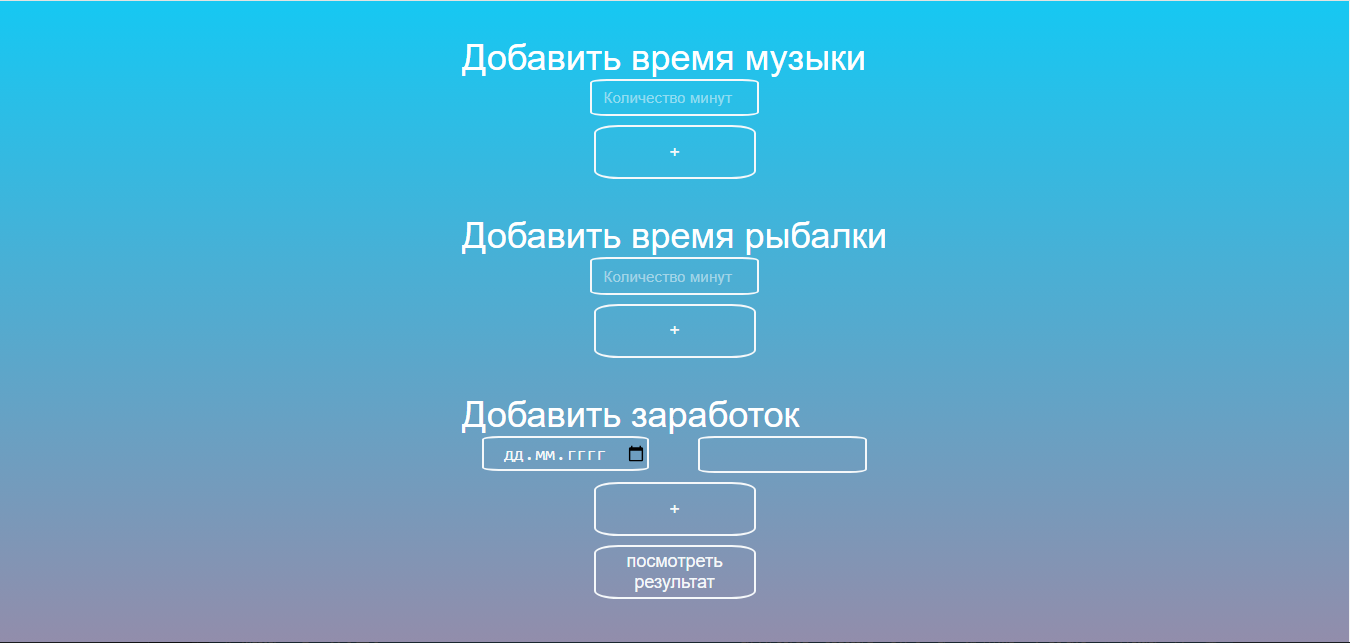 Добавить время музыки
Количество минут
+
Добавить время рыбалки
Количество минут
+
Добавить заработок
дд.мм.гггг
+
посмотреть
результат